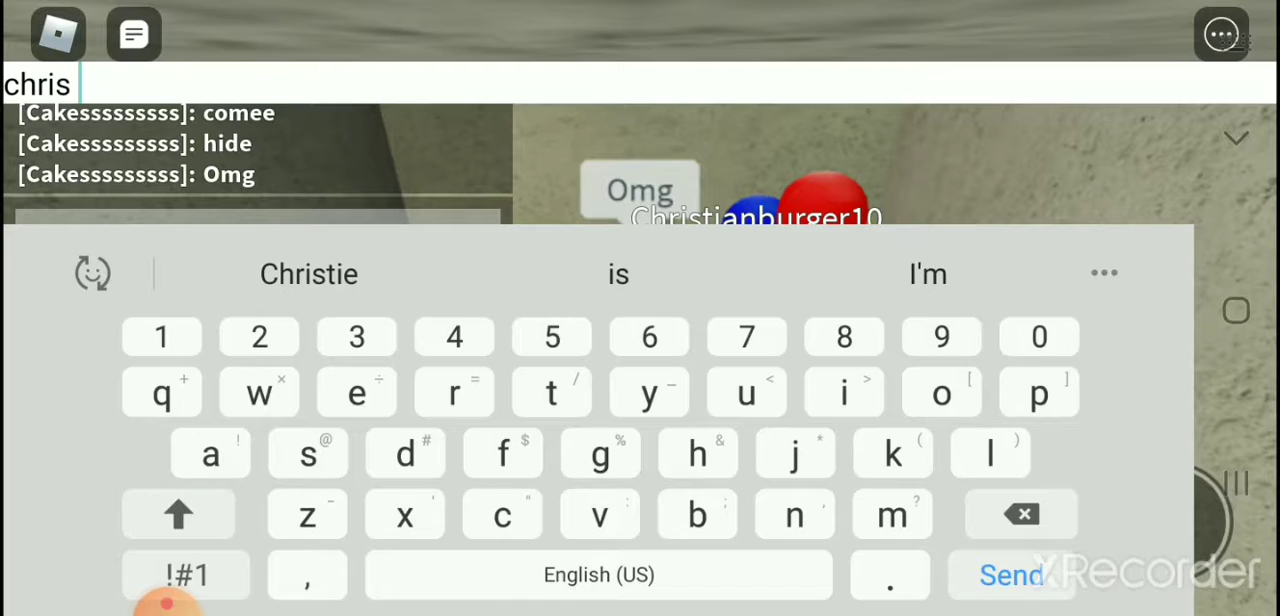 chris
[Cakesssssssss]: comee
[Cakesssssssss]: hide
[Cakesssssssss]: Omg
Omg
Christianburger10
Christie is I'm
1 2 3 4 5 6 7 8 9 0
q + w × e ÷ r = t / y _ u < i > o [ p ]
a ! s @ d # f $ g % h & j * k ( l )
z - x ' c " v : b ; n , m ?
!#1 , English (US) . Send
XRecorder